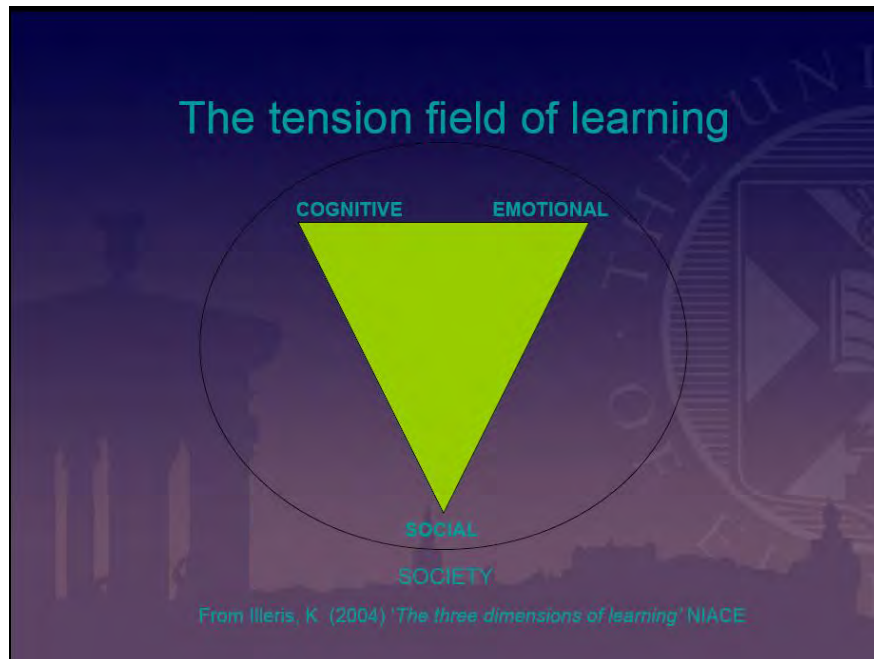 The tension field of learning
COGNITIVE EMOTIONAL
SOCIAL
SOCIETY
From Illeris, K (2004) 'The three dimensions of learning' NIACE